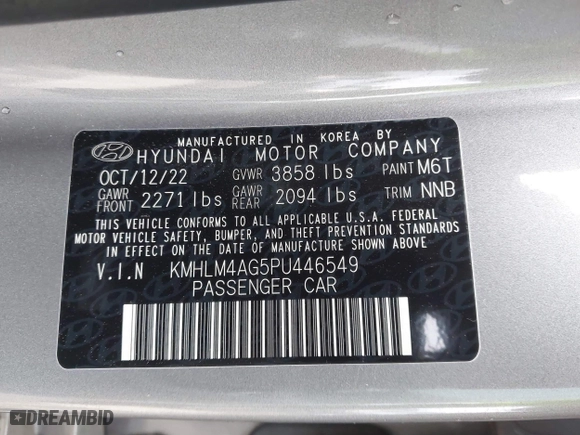 MANUFACTURED IN KOREA BY
HYUNDAI MOTOR COMPANY
OCT/12/22 GVWR 3858 lbs PAINT M6T
GAWR FRONT 2271 lbs GAWR REAR 2094 lbs TRIM NNB
THIS VEHICLE CONFORMS TO ALL APPLICABLE U.S.A. FEDERAL
MOTOR VEHICLE SAFETY, BUMPER, AND THEFT PREVENTION
STANDARDS IN EFFECT ON THE DATE OF MANUFACTURE SHOWN ABOVE.
V.I.N KMHLM4AG5PU446549
PASSENGER CAR
DREAMBID